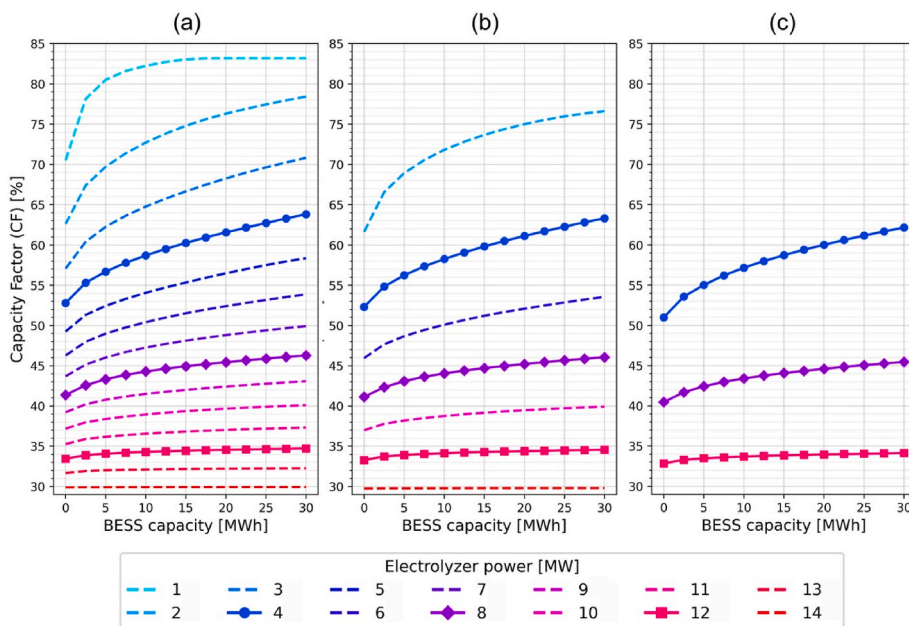 (a) (b) (c)
85 85 85
80 80 80
75 75 75
70 70 70
65 65 65
60 60 60
55 55 55
50 50 50
45 45 45
40 40 40
35 35 35
30 30 30
Capacity Factor (CF) [%]
0 5 10 15 20 25 30 0 5 10 15 20 25 30 0 5 10 15 20 25 30
BESS capacity [MWh] BESS capacity [MWh] BESS capacity [MWh]
Electrolyzer power [MW]
1 3 5 7 9 11 13
2 4 6 8 10 12 14